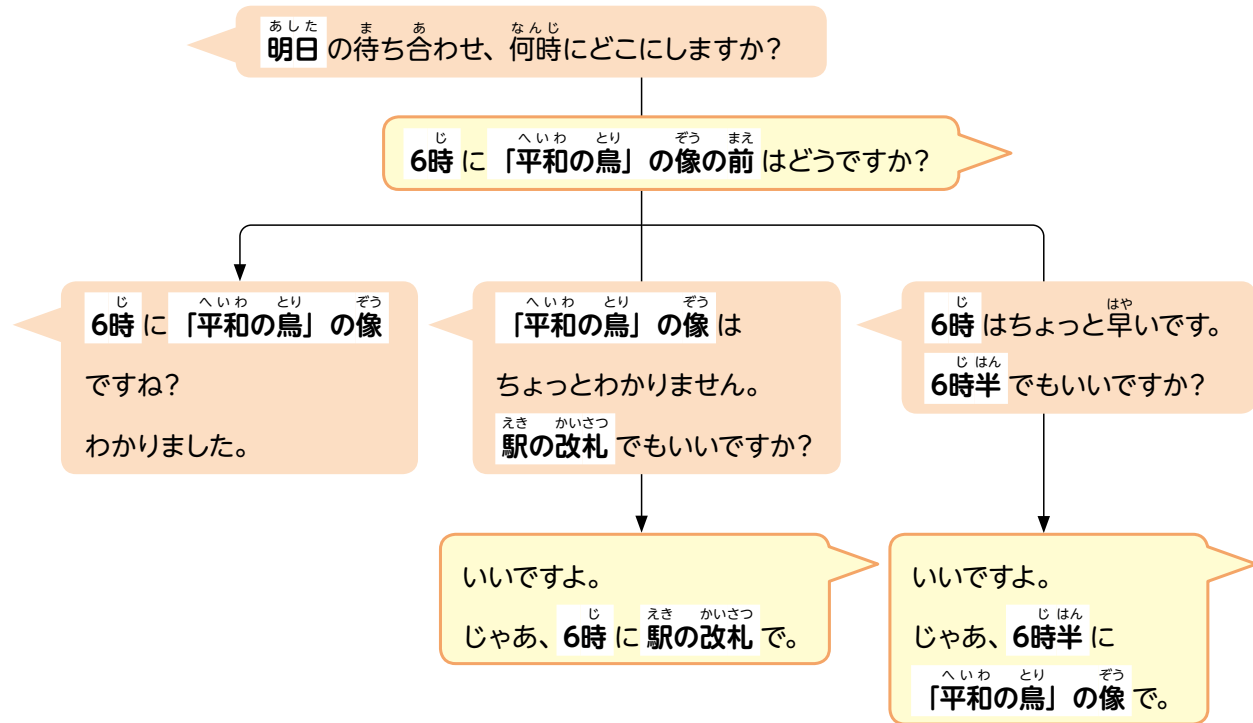 明日の待ち合わせ、何時にどこにしますか?
6時に「平和の鳥」の像の前はどうですか?
6時に「平和の鳥」の像
ですね?
わかりました。
「平和の鳥」の像は
ちょっとわかりません。
駅の改札でもいいですか?
6時はちょっと早いです。
6時半でもいいですか?
いいですよ。
じゃあ、6時に駅の改札で。
いいですよ。
じゃあ、6時半に
「平和の鳥」の像で。